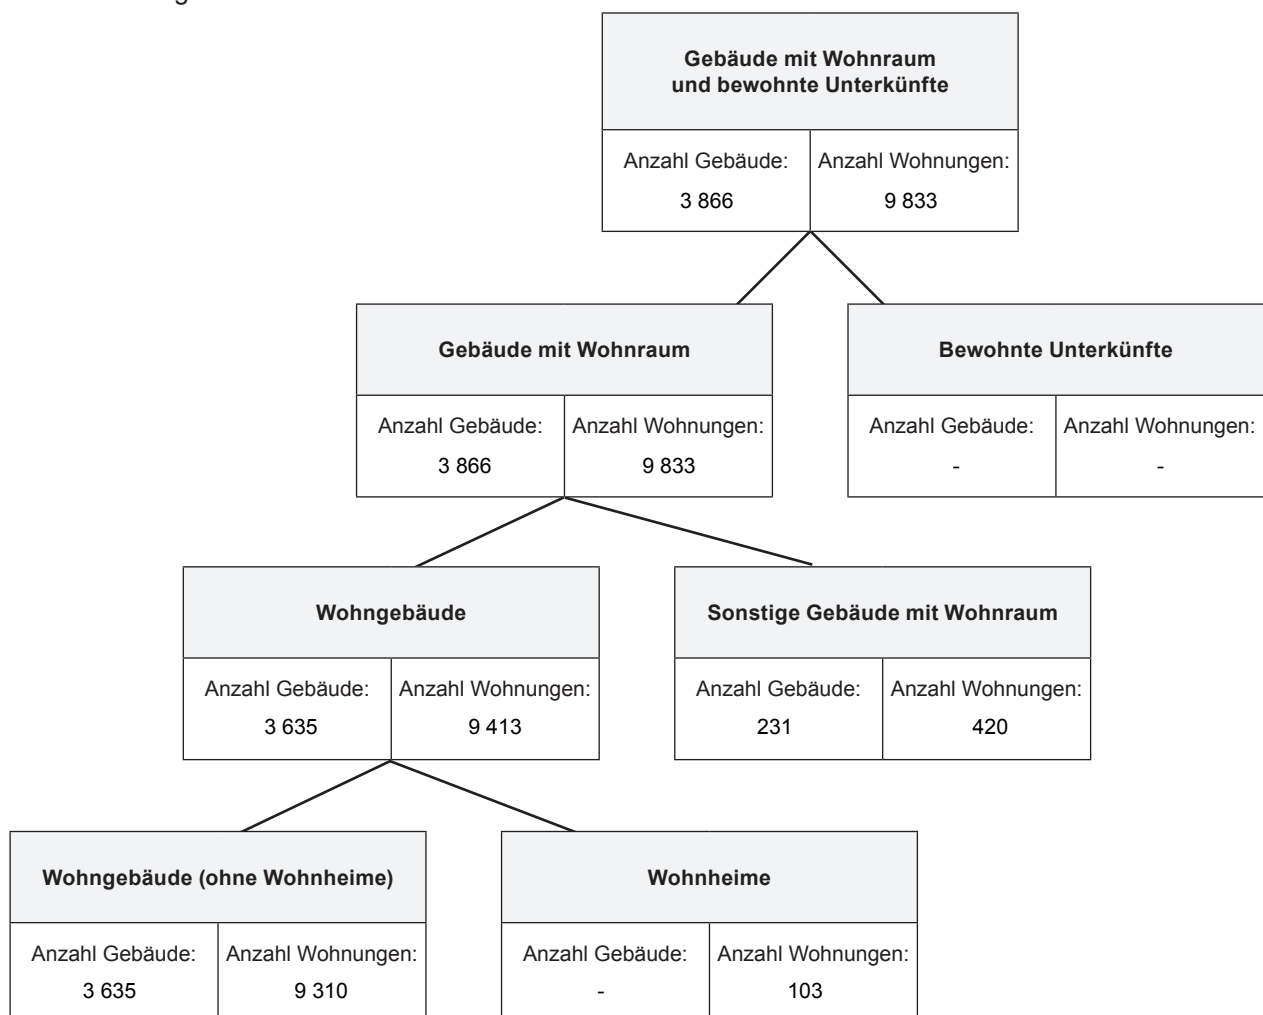 Gebäude mit Wohnraum
und bewohnte Unterkünfte
Anzahl Gebäude: Anzahl Wohnungen:
3 866 9 833
Gebäude mit Wohnraum Bewohnte Unterkünfte
Anzahl Gebäude: Anzahl Wohnungen: Anzahl Gebäude: Anzahl Wohnungen:
3 866 9 833 - -
Wohngebäude Sonstige Gebäude mit Wohnraum
Anzahl Gebäude: Anzahl Wohnungen: Anzahl Gebäude: Anzahl Wohnungen:
3 635 9 413 231 420
Wohngebäude (ohne Wohnheime) Wohnheime
Anzahl Gebäude: Anzahl Wohnungen: Anzahl Gebäude: Anzahl Wohnungen:
3 635 9 310 - 103